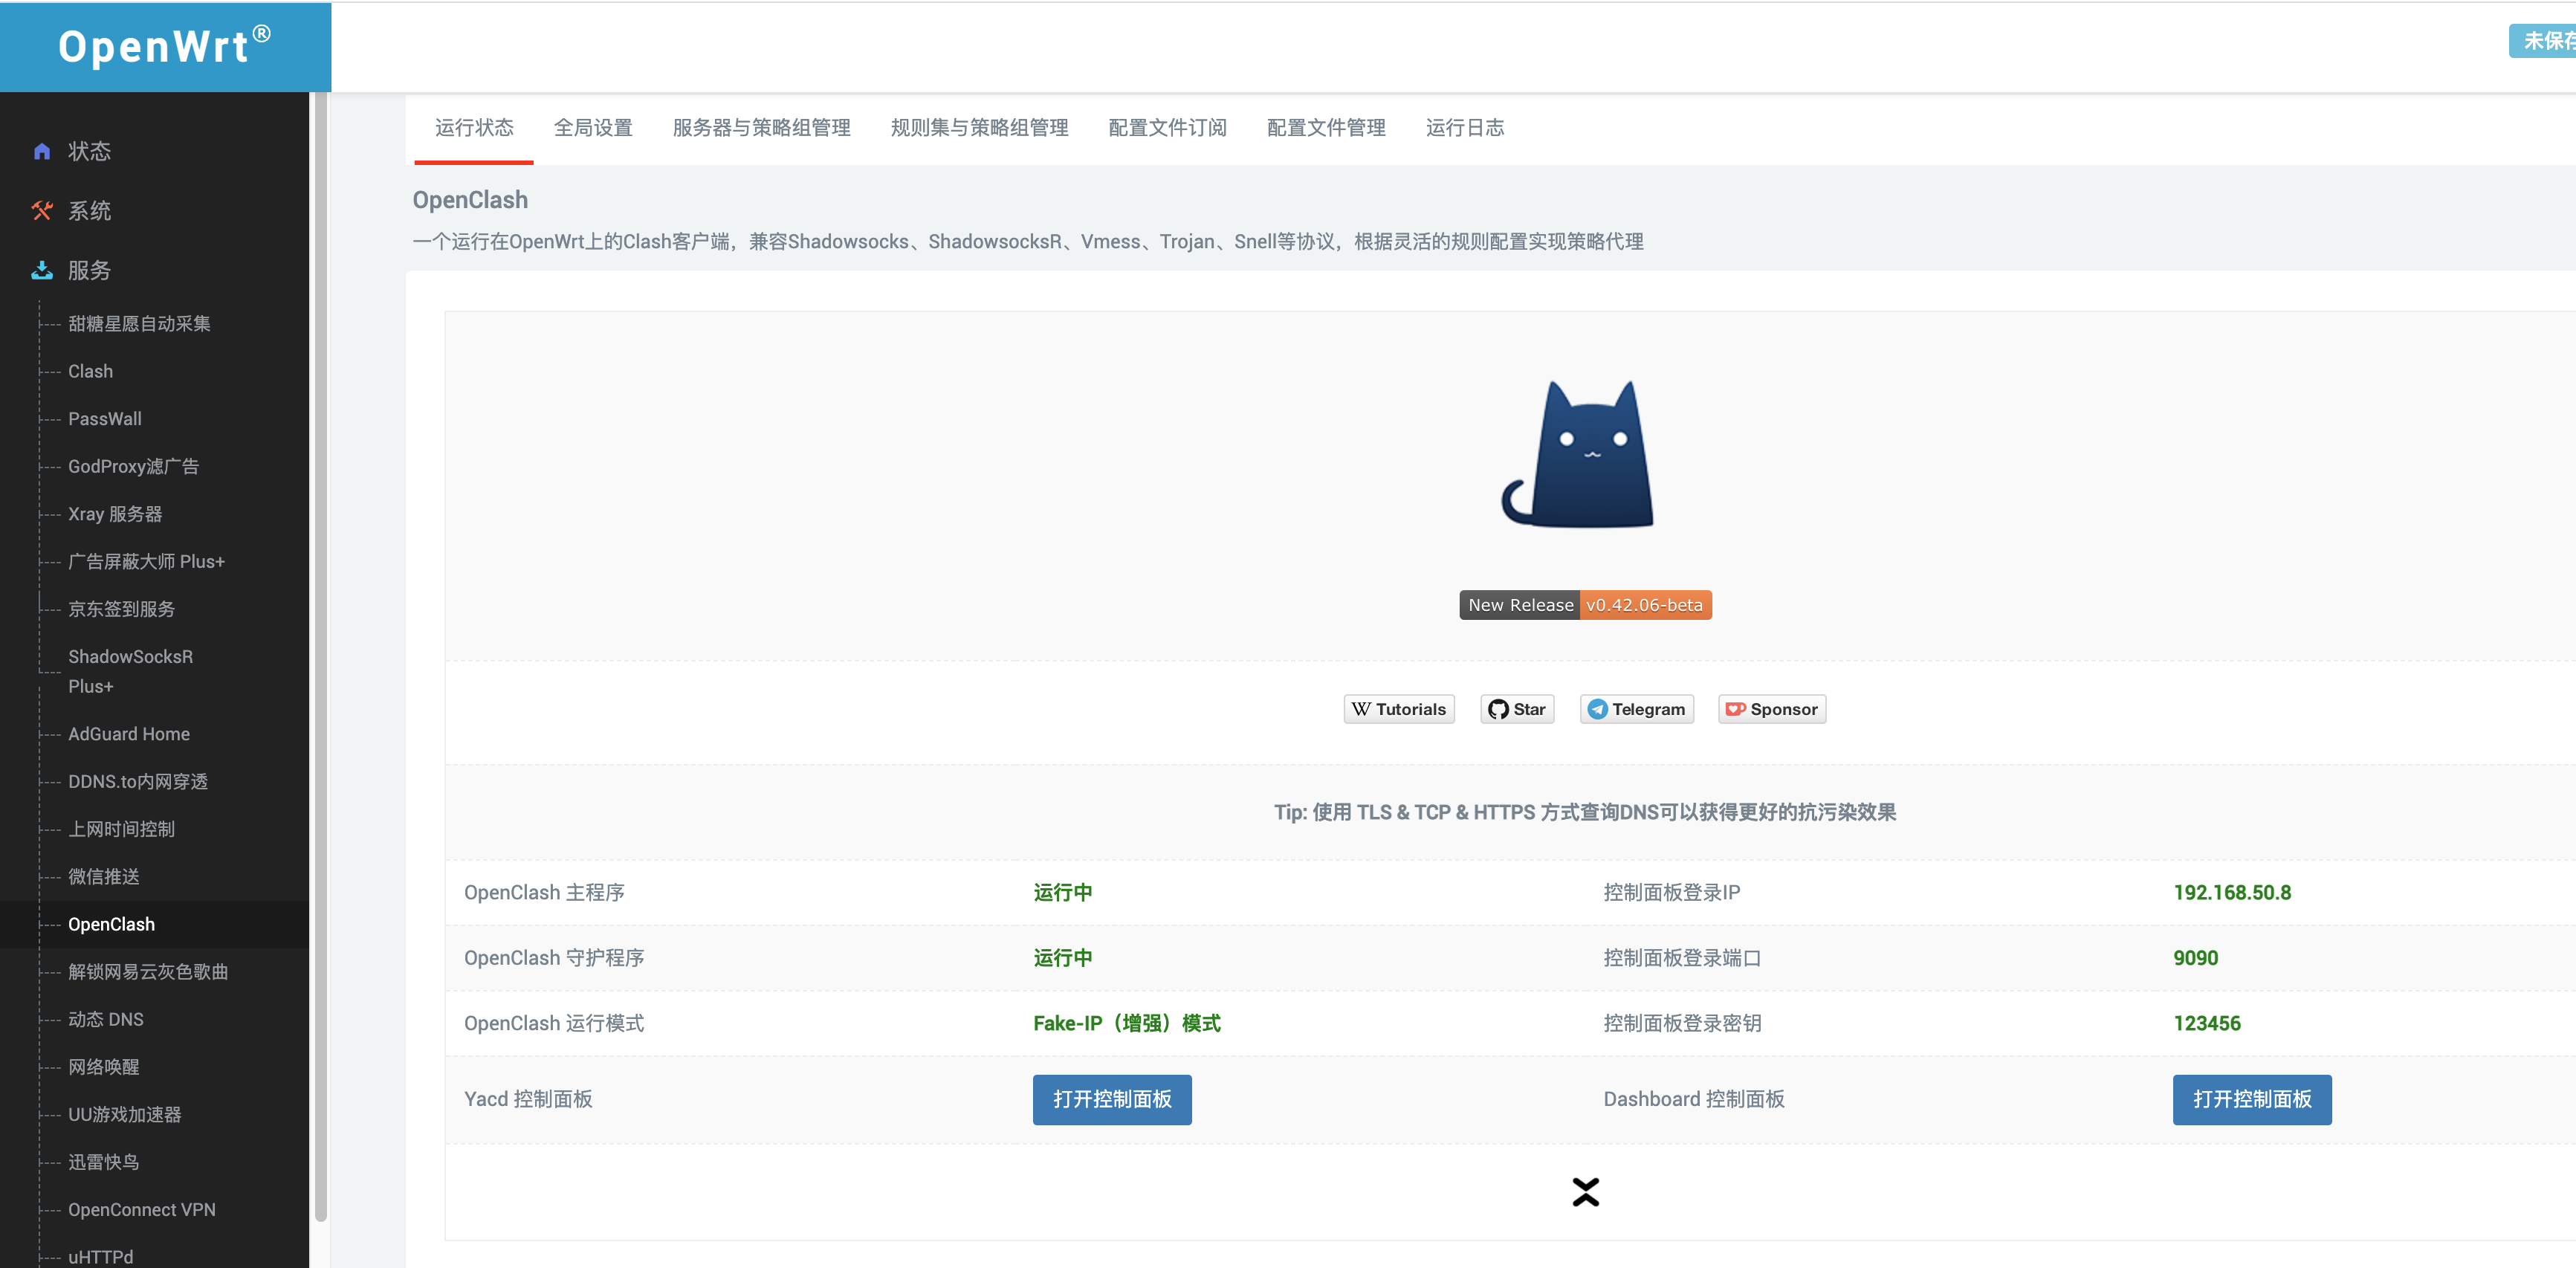 OpenWrt®
未保存
状态
系统
服务
甜糖星愿自动采集
Clash
PassWall
GodProxy滤广告
Xray 服务器
广告屏蔽大师 Plus+
京东签到服务
ShadowSocksR
Plus+
AdGuard Home
DDNS.to内网穿透
上网时间控制
微信推送
OpenClash
解锁网易云灰色歌曲
动态 DNS
网络唤醒
UU游戏加速器
迅雷快鸟
OpenConnect VPN
uHTTPd
运行状态 全局设置 服务器与策略组管理 规则集与策略组管理 配置文件订阅 配置文件管理 运行日志
OpenClash
一个运行在OpenWrt上的Clash客户端，兼容Shadowsocks、ShadowsocksR、Vmess、Trojan、Snell等协议，根据灵活的规则配置实现策略代理
New Release v0.42.06-beta
Tutorials Star Telegram Sponsor
Tip: 使用 TLS & TCP & HTTPS 方式查询DNS可以获得更好的抗污染效果
OpenClash 主程序 运行中 控制面板登录IP 192.168.50.8
OpenClash 守护程序 运行中 控制面板登录端口 9090
OpenClash 运行模式 Fake-IP（增强）模式 控制面板登录密钥 123456
Yacd 控制面板 打开控制面板 Dashboard 控制面板 打开控制面板